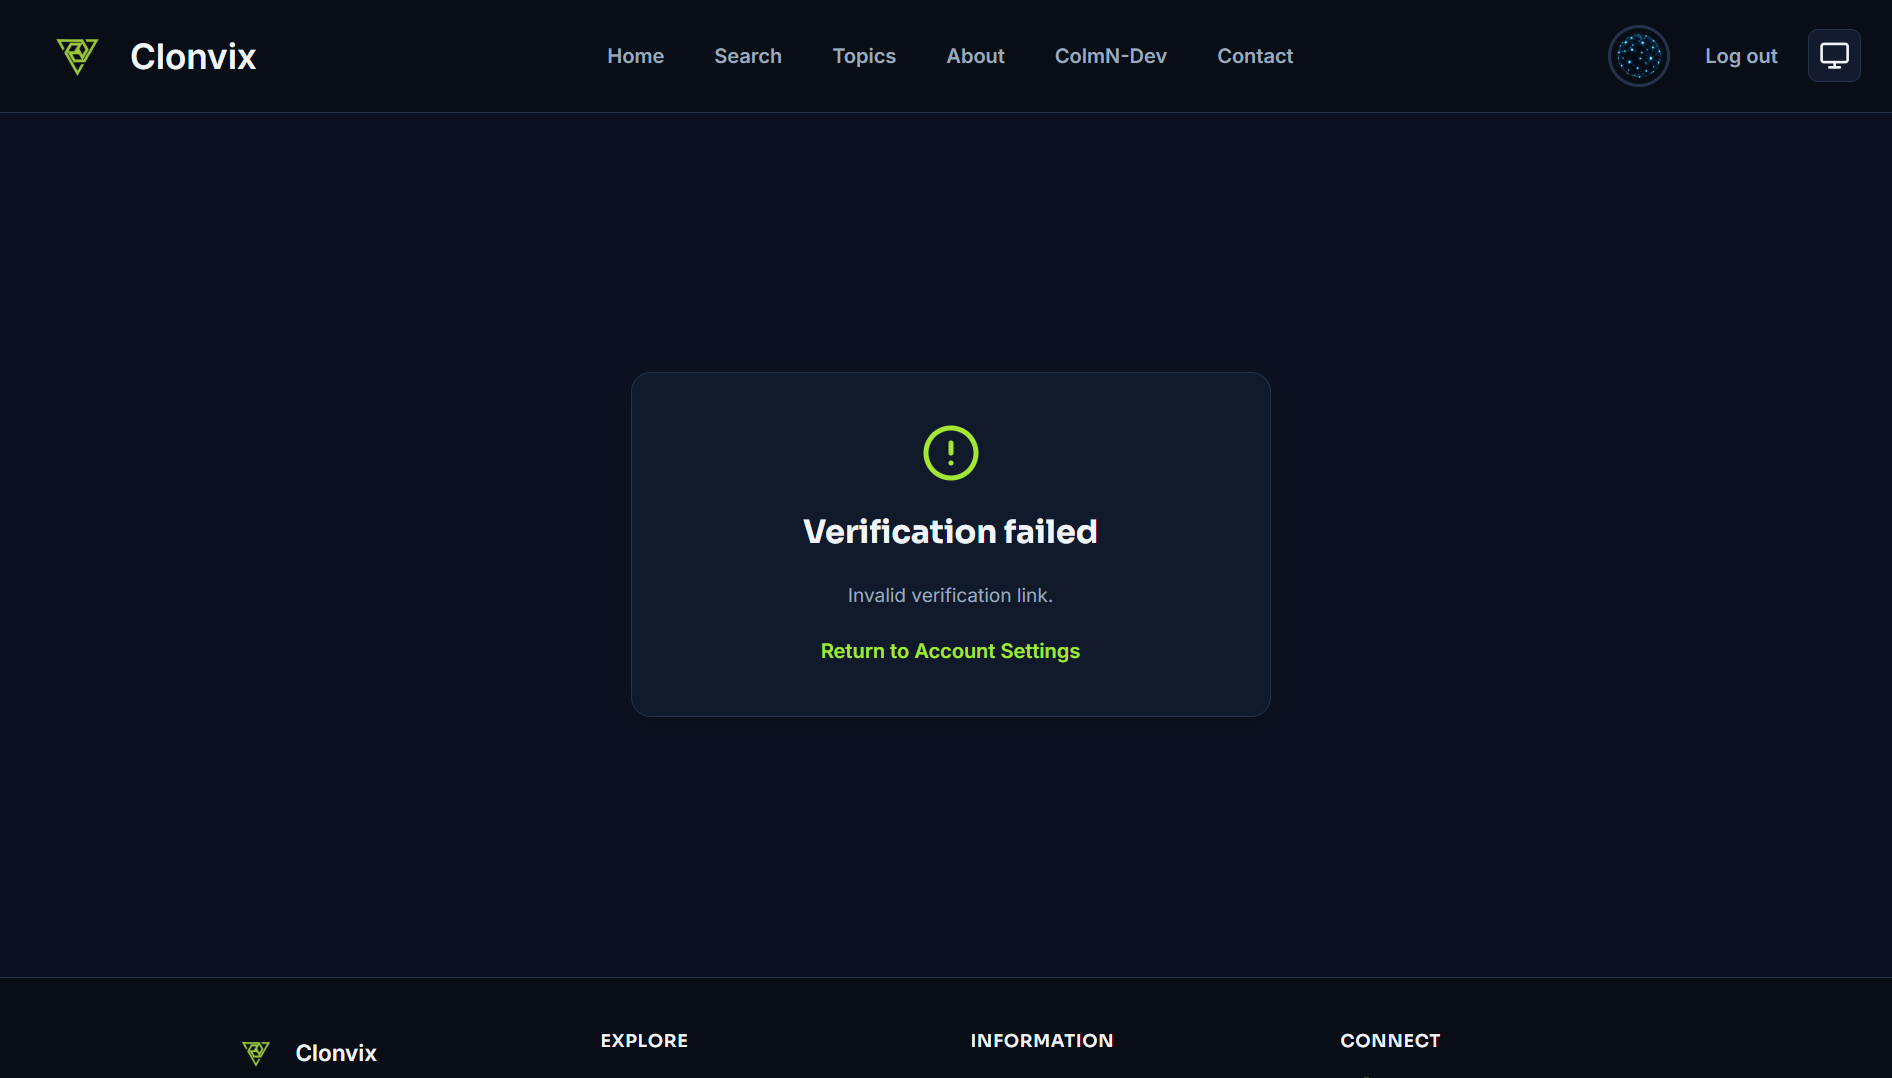 Clonvix
Home
Search
Topics
About
ColmN-Dev
Contact
Log out
Verification failed
Invalid verification link.
Return to Account Settings
Clonvix
EXPLORE
INFORMATION
CONNECT